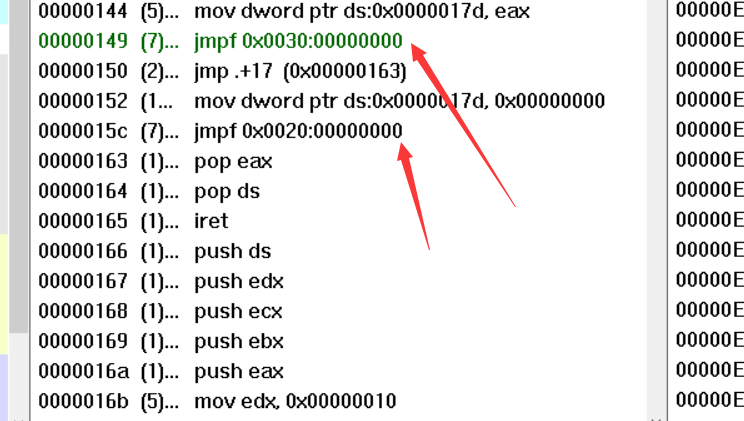 00000144 (5)... mov dword ptr ds:0x0000017d, eax
00000149 (7)... jmpf 0x0030:00000000
00000150 (2)... jmp .+17 (0x00000163)
00000152 (1... mov dword ptr ds:0x0000017d, 0x00000000
0000015c (7)... jmpf 0x0020:00000000
00000163 (1)... pop eax
00000164 (1)... pop ds
00000165 (1)... iret
00000166 (1)... push ds
00000167 (1)... push edx
00000168 (1)... push ecx
00000169 (1)... push ebx
0000016a (1)... push eax
0000016b (5)... mov edx, 0x00000010
00000E
00000E
00000E
00000E
00000E
00000E
00000E
00000E
00000E
00000E
00000E
00000E
00000E
00000E